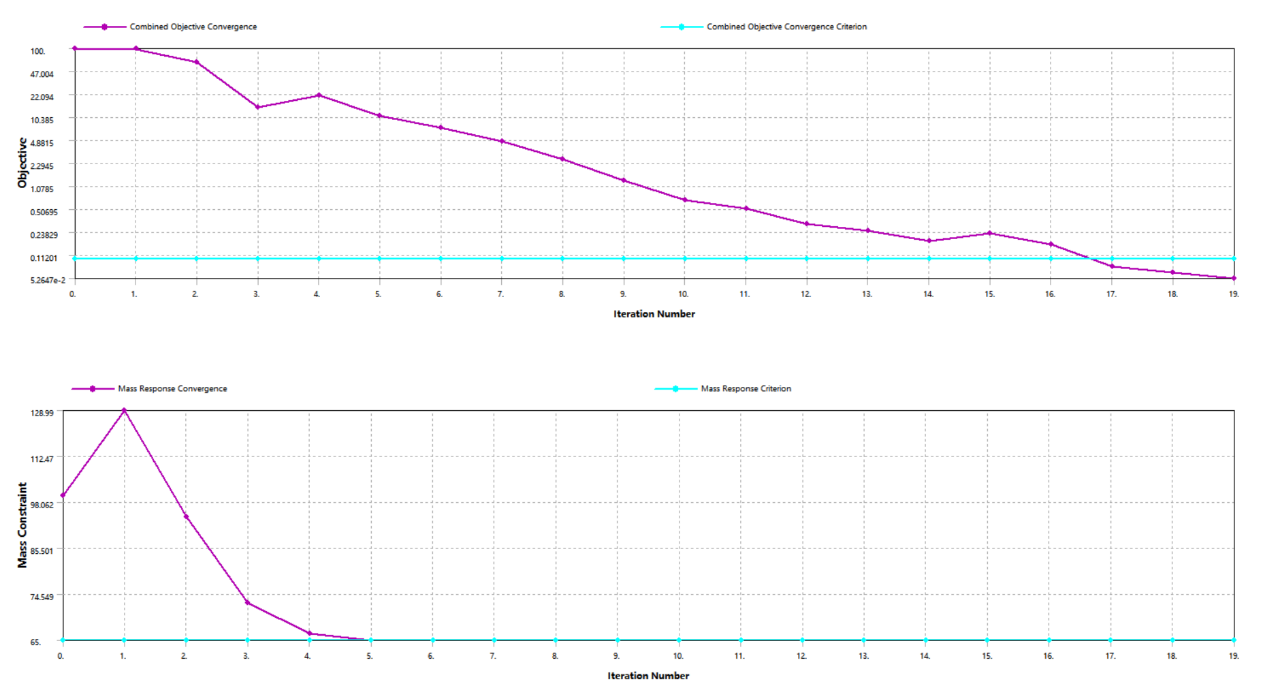 Combined Objective Convergence Combined Objective Convergence Criterion
100.
47.004
22.094
10.385
4.8815
2.2945
1.0785
0.50695
0.23829
0.11201
5.2647e-2
Objective
0. 1. 2. 3. 4. 5. 6. 7. 8. 9. 10. 11. 12. 13. 14. 15. 16. 17. 18. 19.
Iteration Number
Mass Response Convergence Mass Response Criterion
128.99
112.47
98.062
85.501
74.549
65.
Mass Constraint
0. 1. 2. 3. 4. 5. 6. 7. 8. 9. 10. 11. 12. 13. 14. 15. 16. 17. 18. 19.
Iteration Number